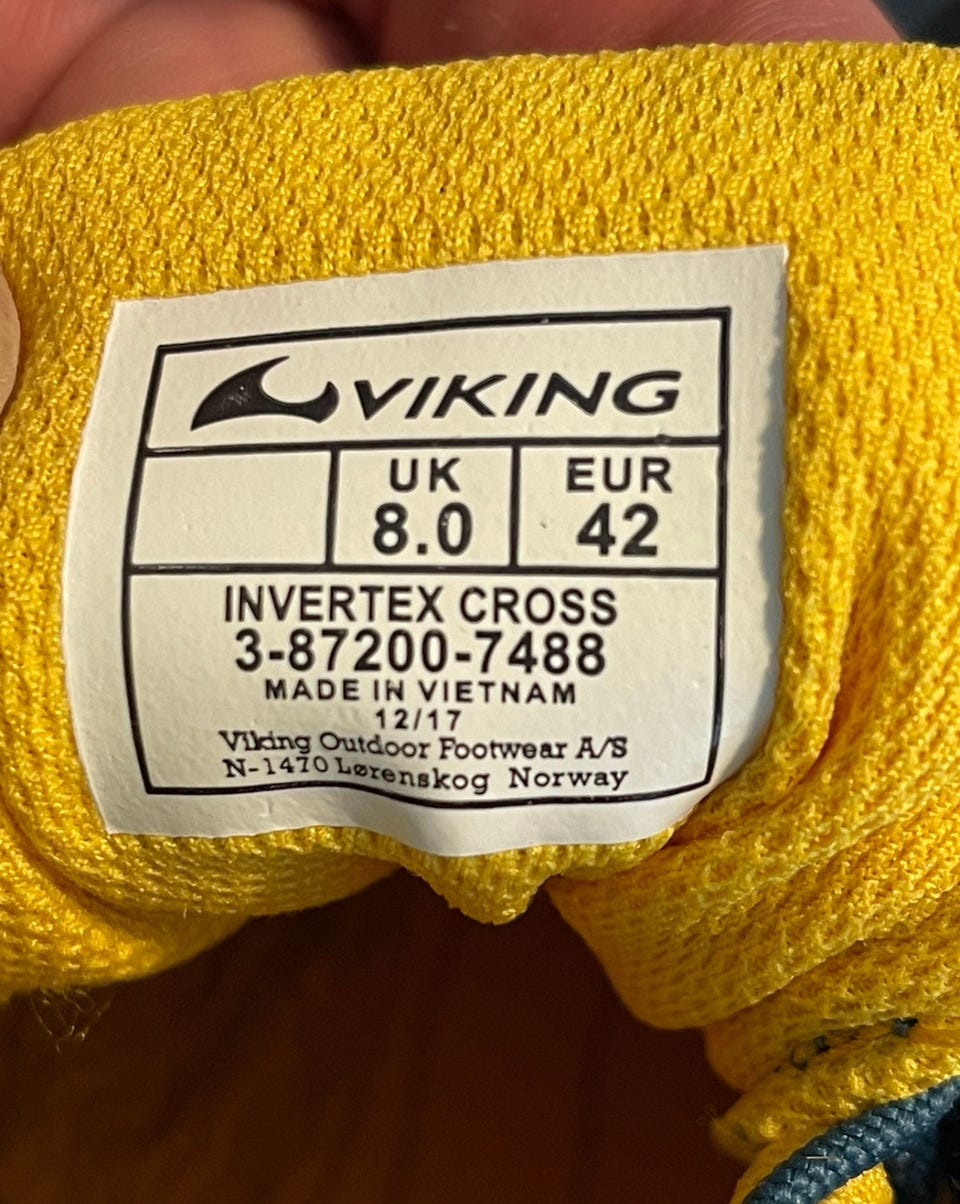 VIKING
UK EUR
8.0 42
INVERTEX CROSS
3-87200-7488
MADE IN VIETNAM
12/17
Viking Outdoor Footwear A/S
N-1470 Lørenskog Norway